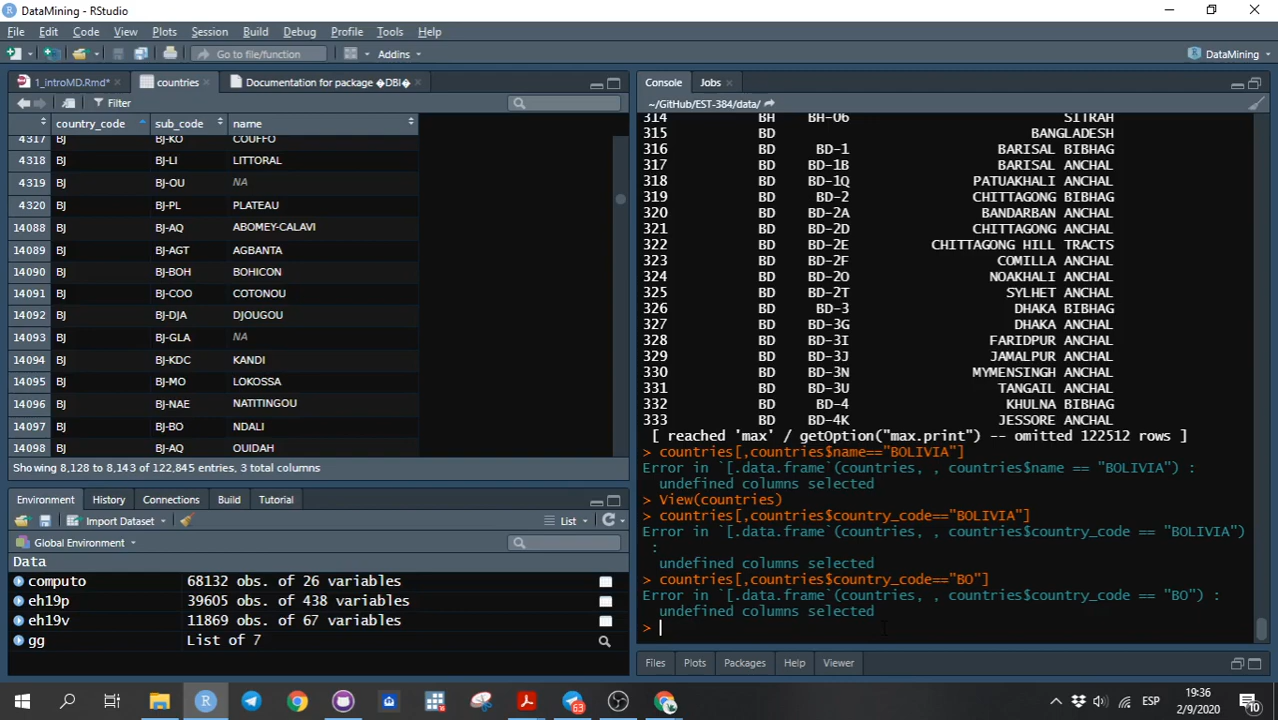 DataMining - RStudio
File Edit Code View Plots Session Build Debug Profile Tools Help
Go to file/function Addins DataMining
1_introMD.Rmd* countries Documentation for package �DBI�
Filter
country_code sub_code name
4317 BJ BJ-KO COUFFO
4318 BJ BJ-LI LITTORAL
4319 BJ BJ-OU NA
4320 BJ BJ-PL PLATEAU
14088 BJ BJ-AQ ABOMEY-CALAVI
14089 BJ BJ-AGT AGBANTA
14090 BJ BJ-BOH BOHICON
14091 BJ BJ-COO COTONOU
14092 BJ BJ-DJA DJOUGOU
14093 BJ BJ-GLA NA
14094 BJ BJ-KDC KANDI
14095 BJ BJ-MO LOKOSSA
14096 BJ BJ-NAE NATITINGOU
14097 BJ BJ-BO NDALI
14098 BJ BJ-AQ OUIDAH
Showing 8,128 to 8,143 of 122,845 entries, 3 total columns
Environment History Connections Build Tutorial
Import Dataset List
Global Environment
Data
computo 68132 obs. of 26 variables
eh19p 39605 obs. of 438 variables
eh19v 11869 obs. of 67 variables
gg List of 7
Console Jobs
~/GitHub/EST-384/data/
314 BH BH-06 SITRAH
315 BD BANGLADESH
316 BD BD-1 BARISAL BIBHAG
317 BD BD-1B BARISAL ANCHAL
318 BD BD-1Q PATUAKHALI ANCHAL
319 BD BD-2 CHITTAGONG BIBHAG
320 BD BD-2A BANDARBAN ANCHAL
321 BD BD-2D CHITTAGONG ANCHAL
322 BD BD-2E CHITTAGONG HILL TRACTS
323 BD BD-2F COMILLA ANCHAL
324 BD BD-2O NOAKHALI ANCHAL
325 BD BD-2T SYLHET ANCHAL
326 BD BD-3 DHAKA BIBHAG
327 BD BD-3G DHAKA ANCHAL
328 BD BD-3I FARIDPUR ANCHAL
329 BD BD-3J JAMALPUR ANCHAL
330 BD BD-3N MYMENSINGH ANCHAL
331 BD BD-3U TANGAIL ANCHAL
332 BD BD-4 KHULNA BIBHAG
333 BD BD-4K JESSORE ANCHAL
[ reached 'max' / getOption("max.print") -- omitted 122512 rows ]
> countries[,countries$name=="BOLIVIA"]
Error in `[.data.frame`(countries, , countries$name == "BOLIVIA") :
undefined columns selected
> View(countries)
> countries[,countries$country_code=="BOLIVIA"]
Error in `[.data.frame`(countries, , countries$country_code == "BOLIVIA")
:
undefined columns selected
> countries[,countries$country_code=="BO"]
Error in `[.data.frame`(countries, , countries$country_code == "BO") :
undefined columns selected
>
Files Plots Packages Help Viewer
63 ESP 19:36 2/9/2020 10